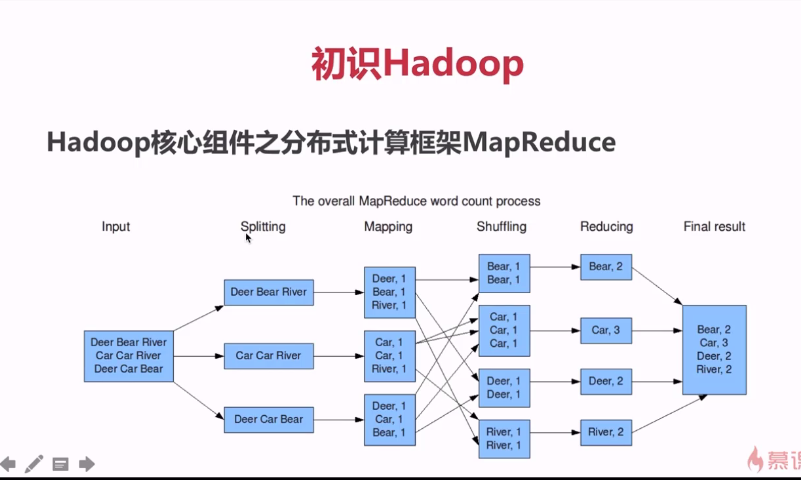 初识Hadoop
Hadoop核心组件之分布式计算框架MapReduce
The overall MapReduce word count process
Input
Splitting
Mapping
Shuffling
Reducing
Final result
Deer Bear River
Car Car River
Deer Car Bear
Deer Bear River
Car Car River
Deer Car Bear
Deer, 1
Bear, 1
River, 1
Car, 1
Car, 1
River, 1
Deer, 1
Car, 1
Bear, 1
Bear, 1
Bear, 1
Car, 1
Car, 1
Car, 1
Deer, 1
Deer, 1
River, 1
River, 1
Bear, 2
Car, 3
Deer, 2
River, 2
Bear, 2
Car, 3
Deer, 2
River, 2
慕